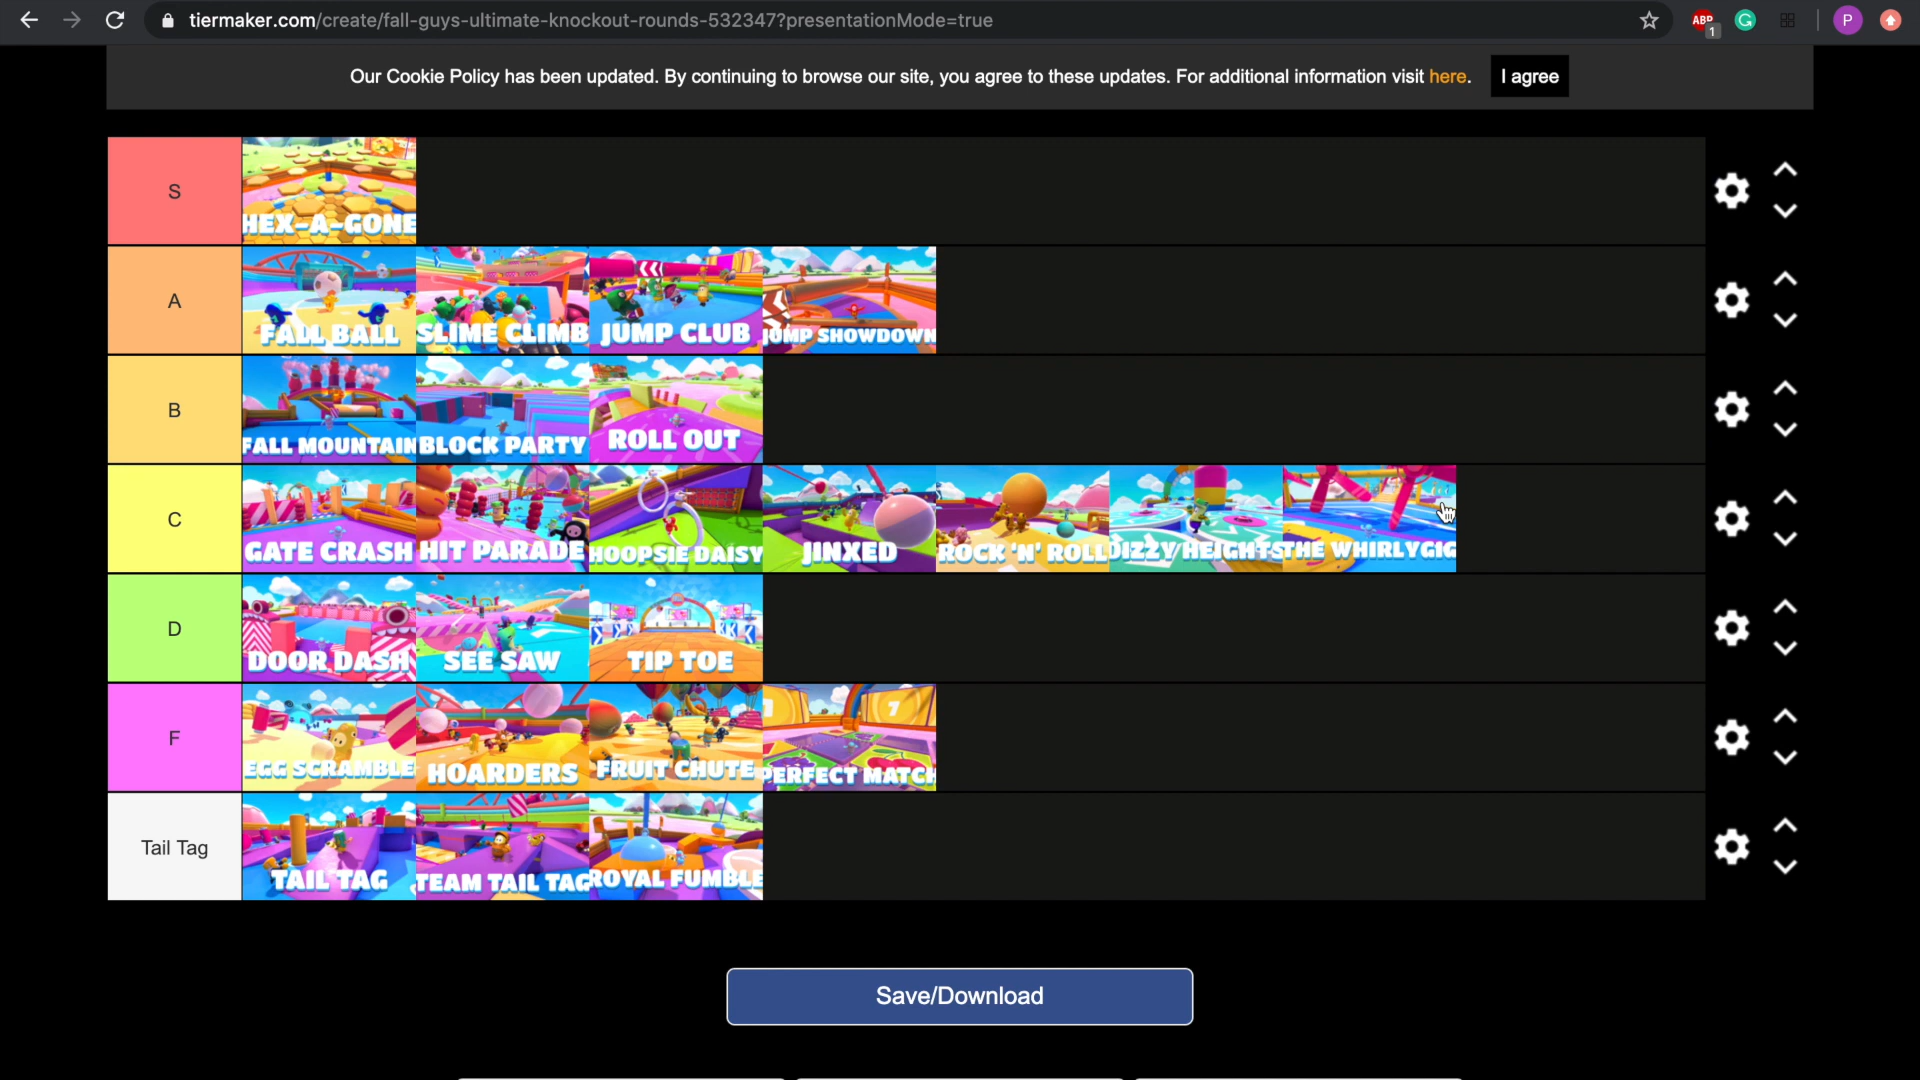 tiermaker.com/create/fall-guys-ultimate-knockout-rounds-532347?presentationMode=true
ABP
1
G
P
Our Cookie Policy has been updated. By continuing to browse our site, you agree to these updates. For additional information visit here.
I agree
S
HEX-A-GONE
A
FALL BALL
SLIME CLIMB
JUMP CLUB
JUMP SHOWDOWN
B
FALL MOUNTAIN
BLOCK PARTY
ROLL OUT
C
GATE CRASH
HIT PARADE
HOOPSIE DAISY
JINXED
ROCK 'N' ROLL
DIZZY HEIGHTS
THE WHIRLYGIG
D
DOOR DASH
SEE SAW
TIP TOE
F
EGG SCRAMBLE
HOARDERS
FRUIT CHUTE
PERFECT MATCH
7
Tail Tag
TAIL TAG
TEAM TAIL TAG
ROYAL FUMBLE
Save/Download